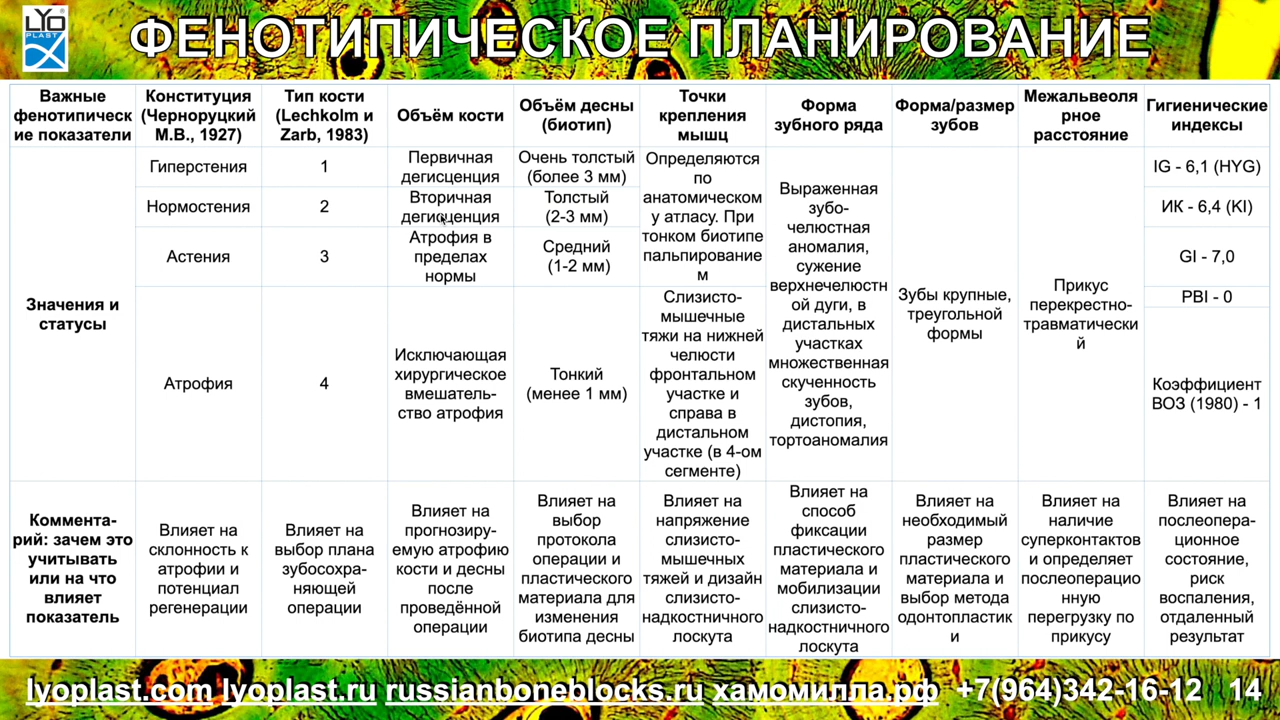 LYO
PLAST
ФЕНОТИПИЧЕСКОЕ ПЛАНИРОВАНИЕ
Важные
фенотипическ
ие показатели
Конституция
(Черноруцкий
М.В., 1927)
Тип кости
(Lechkolm и
Zarb, 1983)
Объём кости
Объём десны
(биотип)
Точки
крепления
мышц
Форма
зубного ряда
Форма/размер
зубов
Межальвеоля
рное
расстояние
Гигиенические
индексы
Значения и
статусы
Гиперстения
1
Первичная
дегисценция
Очень толстый
(более 3 мм)
Нормостения
2
Вторичная
дегисценция
Толстый
(2-3 мм)
Астения
3
Атрофия в
пределах
нормы
Средний
(1-2 мм)
Атрофия
4
Исключающая
хирургическое
вмешатель-
ство атрофия
Тонкий
(менее 1 мм)
Определяются
по
анатомическом
у атласу. При
тонком биотипе
пальпирование
м
Слизисто-
мышечные
тяжи на нижней
челюсти
фронтальном
участке и
справа в
дистальном
участке (в 4-ом
сегменте)
Выраженная
зубо-
челюстная
аномалия,
сужение
верхнечелюстн
ой дуги, в
дистальных
участках
множественная
скученность
зубов,
дистопия,
тортоаномалия
Зубы крупные,
треугольной
формы
Прикус
перекрестно-
травматически
й
IG - 6,1 (HYG)
ИК - 6,4 (KI)
GI - 7,0
PBI - 0
Коэффициент
ВОЗ (1980) - 1
Коммента-
рий: зачем это
учитывать
или на что
влияет
показатель
Влияет на
склонность к
атрофии и
потенциал
регенерации
Влияет на
выбор плана
зубосохра-
няющей
операции
Влияет на
прогнозиру-
емую атрофию
кости и десны
после
проведённой
операции
Влияет на
выбор
протокола
операции и
пластического
материала для
изменения
биотипа десны
Влияет на
напряжение
слизисто-
мышечных
тяжей и дизайн
слизисто-
надкостничного
лоскута
Влияет на
способ
фиксации
пластического
материала и
мобилизации
слизисто-
надкостничного
лоскута
Влияет на
необходимый
размер
пластического
материала и
выбор метода
одонтопластик
и
Влияет на
наличие
суперконтактов
и определяет
послеоперацио
нную
перегрузку по
прикусу
Влияет на
послеопера-
ционное
состояние,
риск
воспаления,
отдаленный
результат
lyoplast.com lyoplast.ru russianboneblocks.ru хамомилла.рф +7(964)342-16-12 14